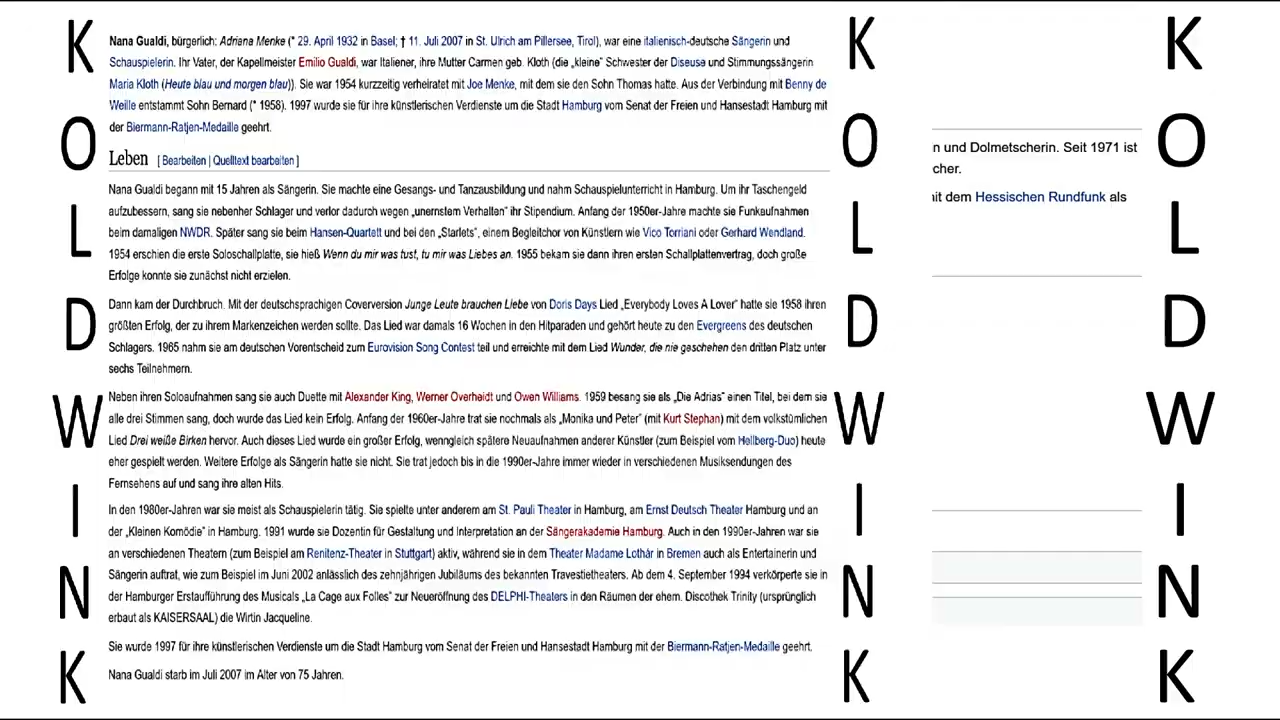 K
O
L
D
W
I
N
K
Nana Gualdi, bürgerlich: Adriana Menke (* 29. April 1932 in Basel; † 11. Juli 2007 in St. Ulrich am Pillersee, Tirol), war eine italienisch-deutsche Sängerin und
Schauspielerin. Ihr Vater, der Kapellmeister Emilio Gualdi, war Italiener, ihre Mutter Carmen geb. Kloth (die „kleine“ Schwester der Diseuse und Stimmungssängerin
Maria Kloth (Heute blau und morgen blau)). Sie war 1954 kurzzeitig verheiratet mit Joe Menke, mit dem sie den Sohn Thomas hatte. Aus der Verbindung mit Benny de
Weille entstammt Sohn Bernard (* 1958). 1997 wurde sie für ihre künstlerischen Verdienste um die Stadt Hamburg vom Senat der Freien und Hansestadt Hamburg mit
der Biermann-Ratjen-Medaille geehrt.
Leben [ Bearbeiten | Quelltext bearbeiten ]
Nana Gualdi begann mit 15 Jahren als Sängerin. Sie machte eine Gesangs- und Tanzausbildung und nahm Schauspielunterricht in Hamburg. Um ihr Taschengeld
aufzubessern, sang sie nebenher Schlager und verlor dadurch wegen „unernstem Verhalten“ ihr Stipendium. Anfang der 1950er-Jahre machte sie Funkaufnahmen
beim damaligen NWDR. Später sang sie beim Hansen-Quartett und bei den „Starlets“, einem Begleitchor von Künstlern wie Vico Torriani oder Gerhard Wendland.
1954 erschien die erste Soloschallplatte, sie hieß Wenn du mir was tust, tu mir was Liebes an. 1955 bekam sie dann ihren ersten Schallplattenvertrag, doch große
Erfolge konnte sie zunächst nicht erzielen.
Dann kam der Durchbruch. Mit der deutschsprachigen Coverversion Junge Leute brauchen Liebe von Doris Days Lied „Everybody Loves A Lover“ hatte sie 1958 ihren
größten Erfolg, der zu ihrem Markenzeichen werden sollte. Das Lied war damals 16 Wochen in den Hitparaden und gehört heute zu den Evergreens des deutschen
Schlagers. 1965 nahm sie am deutschen Vorentscheid zum Eurovision Song Contest teil und erreichte mit dem Lied Wunder, die nie geschehen den dritten Platz unter
sechs Teilnehmern.
Neben ihren Soloaufnahmen sang sie auch Duette mit Alexander King, Werner Overheidt und Owen Williams. 1959 besang sie als „Die Adrias“ einen Titel, bei dem sie
alle drei Stimmen sang, doch wurde das Lied kein Erfolg. Anfang der 1960er-Jahre trat sie nochmals als „Monika und Peter“ (mit Kurt Stephan) mit dem volkstümlichen
Lied Drei weiße Birken hervor. Auch dieses Lied wurde ein großer Erfolg, wenngleich spätere Neuaufnahmen anderer Künstler (zum Beispiel vom Hellberg-Duo) heute
eher gespielt werden. Weitere Erfolge als Sängerin hatte sie nicht. Sie trat jedoch bis in die 1990er-Jahre immer wieder in verschiedenen Musiksendungen des
Fernsehens auf und sang ihre alten Hits.
In den 1980er-Jahren war sie meist als Schauspielerin tätig. Sie spielte unter anderem am St. Pauli Theater in Hamburg, am Ernst Deutsch Theater Hamburg und an
der „Kleinen Komödie“ in Hamburg. 1991 wurde sie Dozentin für Gestaltung und Interpretation an der Sängerakademie Hamburg. Auch in den 1990er-Jahren war sie
an verschiedenen Theatern (zum Beispiel am Renitenz-Theater in Stuttgart) aktiv, während sie in dem Theater Madame Lothár in Bremen auch als Entertainerin und
Sängerin auftrat, wie zum Beispiel im Juni 2002 anlässlich des zehnjährigen Jubiläums des bekannten Travestietheaters. Ab dem 4. September 1994 verkörperte sie in
der Hamburger Erstaufführung des Musicals „La Cage aux Folles“ zur Neueröffnung des DELPHI-Theaters in den Räumen der ehem. Discothek Trinity (ursprünglich
erbaut als KAISERSAAL) die Wirtin Jacqueline.
Sie wurde 1997 für ihre künstlerischen Verdienste um die Stadt Hamburg vom Senat der Freien und Hansestadt Hamburg mit der Biermann-Ratjen-Medaille geehrt.
Nana Gualdi starb im Juli 2007 im Alter von 75 Jahren.
K
O
L
D
W
I
N
K
n und Dolmetscherin. Seit 1971 ist
cher.
it dem Hessischen Rundfunk als
K
O
L
D
W
I
N
K